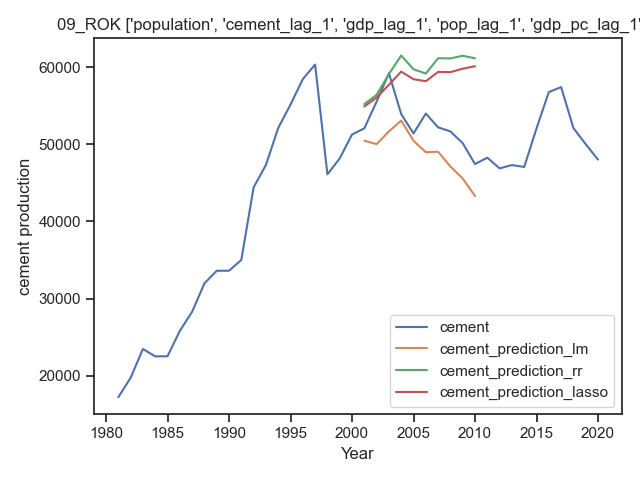 09_ROK ['population', 'cement_lag_1', 'gdp_lag_1', 'pop_lag_1', 'gdp_pc_lag_1'
60000
50000
40000
30000
20000
cement production
cement
cement_prediction_lm
cement_prediction_rr
cement_prediction_lasso
1980 1985 1990 1995 2000 2005 2010 2015 2020
Year